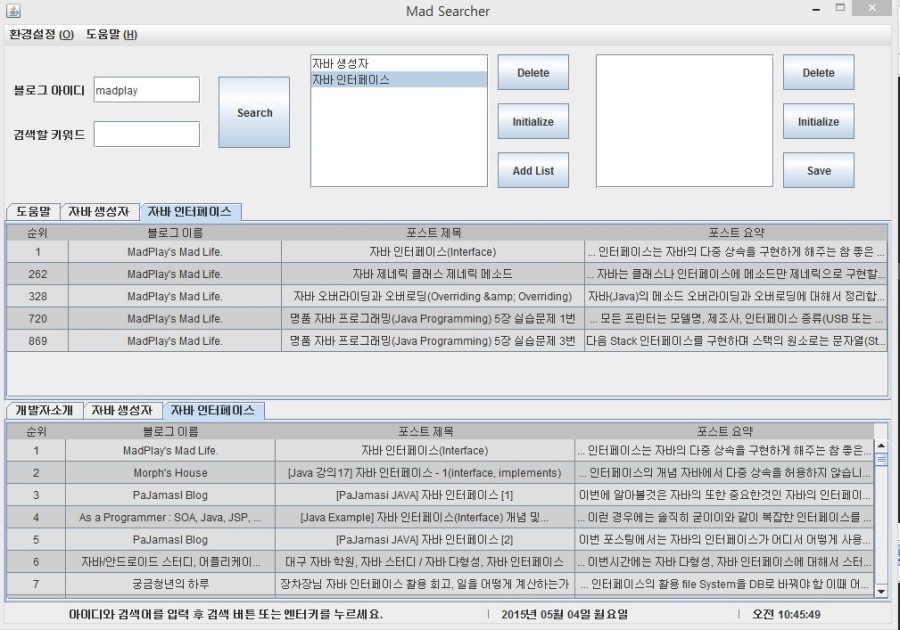 Mad Searcher
환경설정 (O) 도움말 (H)
블로그 아이디 madplay
검색할 키워드
Search
자바 생성자
자바 인터페이스
Delete
Initialize
Add List
Delete
Initialize
Save
도움말 자바 생성자 자바 인터페이스
순위 블로그 이름 포스트 제목 포스트 요약
1 MadPlay's Mad Life. 자바 인터페이스(Interface) ... 인터페이스는 자바의 다중 상속을 구현하게 해주는 참 좋은 ...
262 MadPlay's Mad Life. 자바 제네릭 클래스 제네릭 메소드 ... 자바는 클래스나 인터페이스에 메소드만 제네릭으로 구현할...
328 MadPlay's Mad Life. 자바 오버라이딩과 오버로딩(Overriding &amp; Overriding) 자바(Java)의 메소드 오버라이딩과 오버로딩에 대해서 정리합...
720 MadPlay's Mad Life. 명품 자바 프로그래밍(Java Programming) 5장 실습문제 1번 ... 모든 프린터는 모델명, 제조사, 인터페이스 종류(USB 또는 ...
869 MadPlay's Mad Life. 명품 자바 프로그래밍(Java Programming) 5장 실습문제 3번 다음 Stack 인터페이스를 구현하며 스택의 원소로는 문자열(St...
개발자소개 자바 생성자 자바 인터페이스
순위 블로그 이름 포스트 제목 포스트 요약
1 MadPlay's Mad Life. 자바 인터페이스(Interface) ... 인터페이스는 자바의 다중 상속을 구현하게 해주는 참 좋은...
2 Morph's House [Java 강의17] 자바 인터페이스 - 1(interface, implements) ... 인터페이스의 개념 자바에서 다중 상속을 허용하지 않습니...
3 PaJamasI Blog [PaJamasi JAVA] 자바 인터페이스 [1] 이번에 알아볼것은 자바의 또한 중요한것인 자바의 인터페이...
4 As a Programmer : SOA, Java, JSP, ... [Java Example] 자바 인터페이스(Interface) 개념 및... ... 이런 경우에는 솔직히 굳이이와 같이 복잡한 인터페이스를 ...
5 PaJamasI Blog [PaJamasi JAVA] 자바 인터페이스 [2] 이번 포스팅에서는 자바의 인터페이스가 어디서 어떻게 사용...
6 자바/안드로이드 스터디, 어플리케이... 대구 자바 학원, 자바 스터디 / 자바 다형성, 자바 인터페이스 ... 이번시간에는 자바 다형성, 자바 인터페이스에 대해서 스터...
7 궁금청년의 하루 장차장님 자바 인터페이스 활용 회고, 일을 어떻게 계산하는가 ... 인터페이스의 활용 file System을 DB로 바꿔야 할 이때 어...
아이디와 검색어를 입력 후 검색 버튼 또는 엔터키를 누르세요. | 2015년 05월 04일 월요일 | 오전 10:45:49